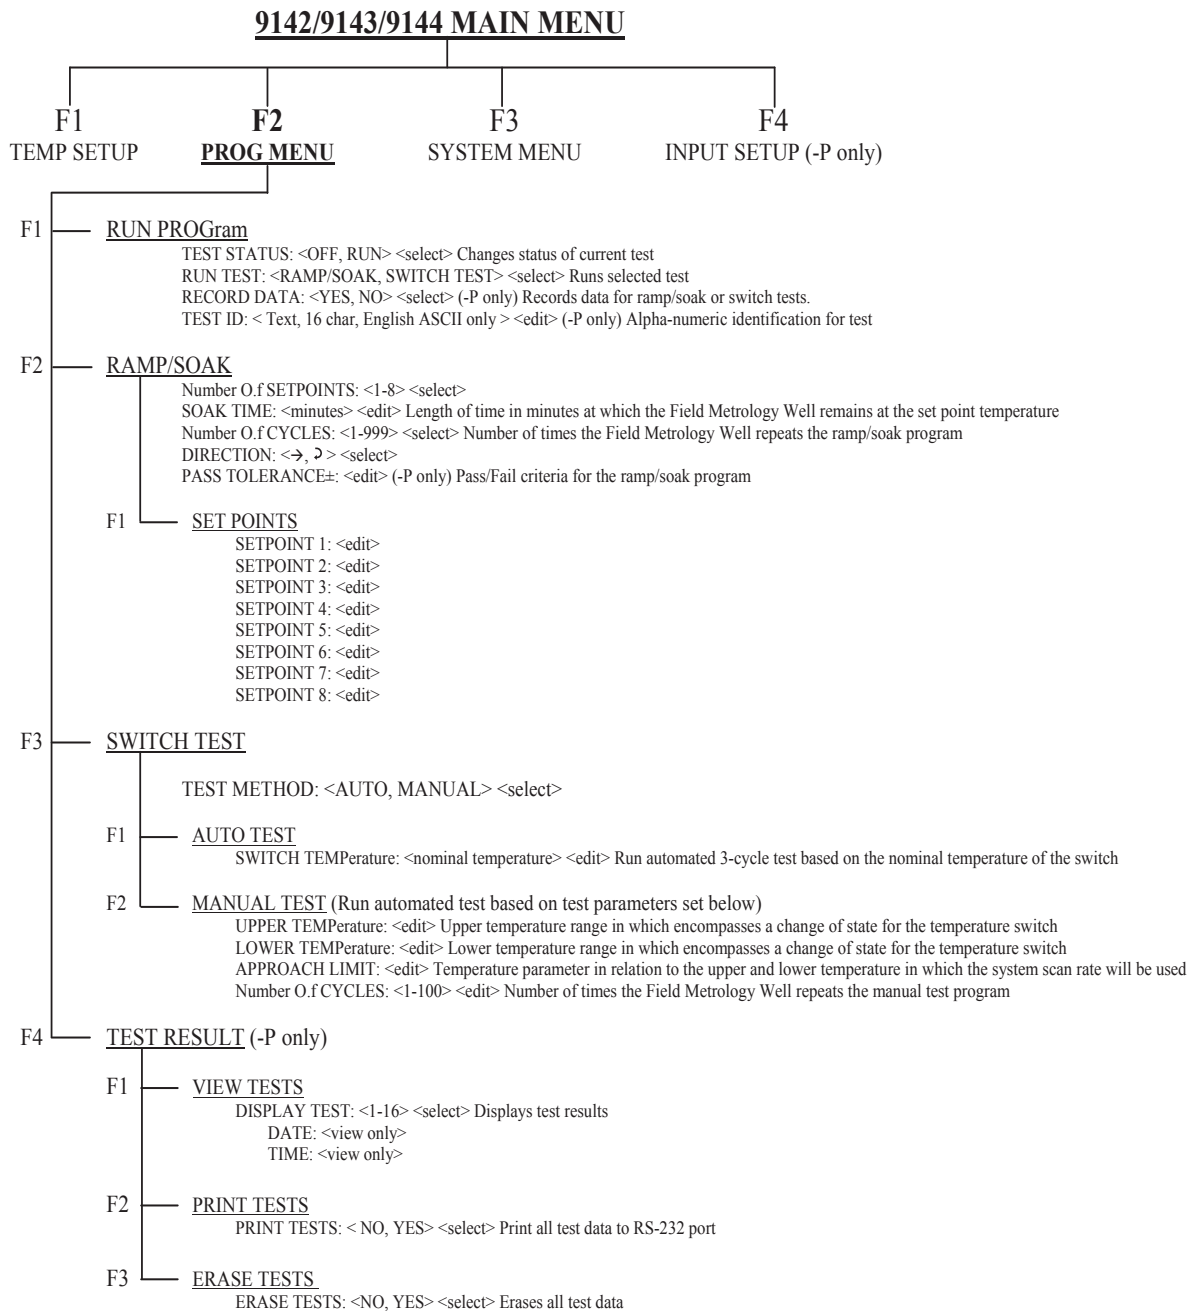 9142/9143/9144 MAIN MENU
F1 F2 F3 F4
TEMP SETUP PROG MENU SYSTEM MENU INPUT SETUP (-P only)
F1 RUN PROGram
TEST STATUS: <OFF, RUN> <select> Changes status of current test
RUN TEST: <RAMP/SOAK, SWITCH TEST> <select> Runs selected test
RECORD DATA: <YES, NO> <select> (-P only) Records data for ramp/soak or switch tests.
TEST ID: < Text, 16 char, English ASCII only > <edit> (-P only) Alpha-numeric identification for test
F2 RAMP/SOAK
Number O.f SETPOINTS: <1-8> <select>
SOAK TIME: <minutes> <edit> Length of time in minutes at which the Field Metrology Well remains at the set point temperature
Number O.f CYCLES: <1-999> <select> Number of times the Field Metrology Well repeats the ramp/soak program
DIRECTION: <→, ⤸ > <select>
PASS TOLERANCE±: <edit> (-P only) Pass/Fail criteria for the ramp/soak program
F1 SET POINTS
SETPOINT 1: <edit>
SETPOINT 2: <edit>
SETPOINT 3: <edit>
SETPOINT 4: <edit>
SETPOINT 5: <edit>
SETPOINT 6: <edit>
SETPOINT 7: <edit>
SETPOINT 8: <edit>
F3 SWITCH TEST
TEST METHOD: <AUTO, MANUAL> <select>
F1 AUTO TEST
SWITCH TEMPerature: <nominal temperature> <edit> Run automated 3-cycle test based on the nominal temperature of the switch
F2 MANUAL TEST (Run automated test based on test parameters set below)
UPPER TEMPerature: <edit> Upper temperature range in which encompasses a change of state for the temperature switch
LOWER TEMPerature: <edit> Lower temperature range in which encompasses a change of state for the temperature switch
APPROACH LIMIT: <edit> Temperature parameter in relation to the upper and lower temperature in which the system scan rate will be used
Number O.f CYCLES: <1-100> <edit> Number of times the Field Metrology Well repeats the manual test program
F4 TEST RESULT (-P only)
F1 VIEW TESTS
DISPLAY TEST: <1-16> <select> Displays test results
DATE: <view only>
TIME: <view only>
F2 PRINT TESTS
PRINT TESTS: < NO, YES> <select> Print all test data to RS-232 port
F3 ERASE TESTS
ERASE TESTS: <NO, YES> <select> Erases all test data